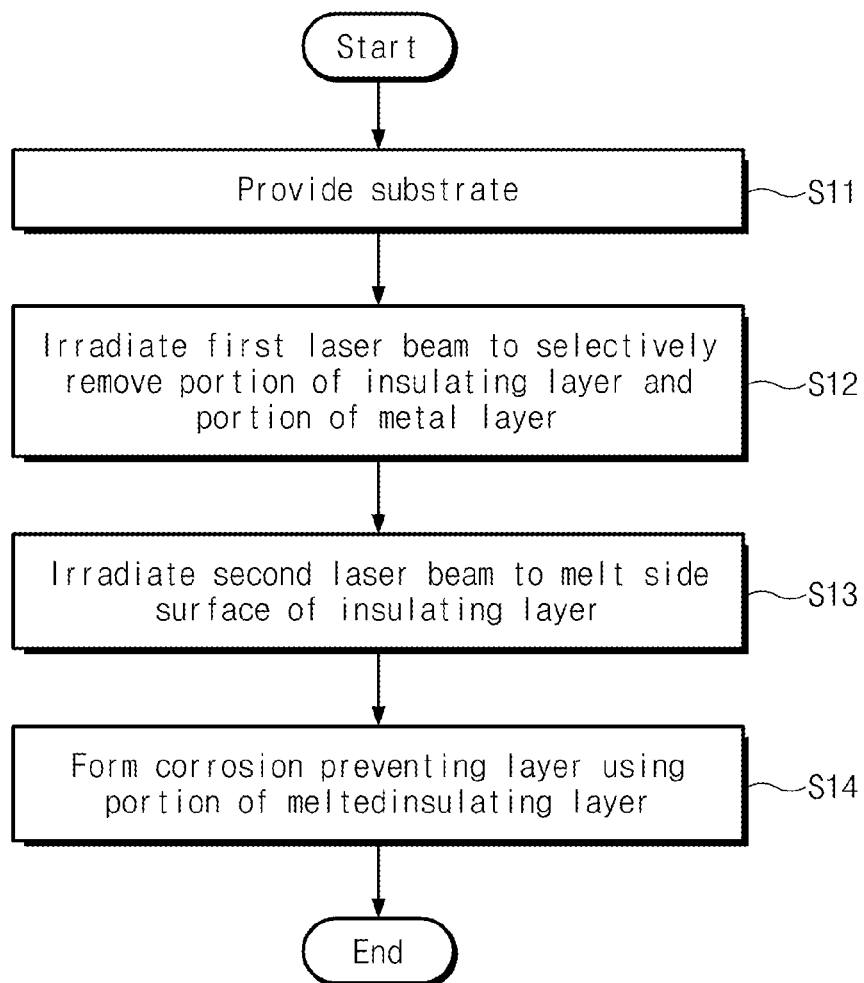 Start
Provide substrate
S11
Irradiate first laser beam to selectively
remove portion of insulating layer and
portion of metal layer
S12
Irradiate second laser beam to melt side
surface of insulating layer
S13
Form corrosion preventing layer using
portion of meltedinsulating layer
S14
End